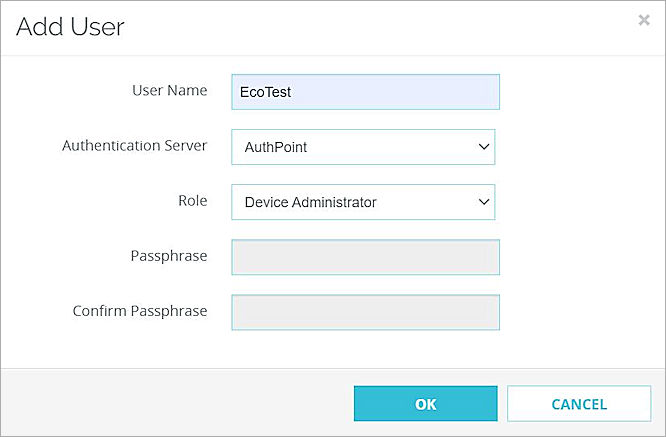 Add User
×
User Name EcoTest
Authentication Server AuthPoint
Role Device Administrator
Passphrase
Confirm Passphrase
OK CANCEL